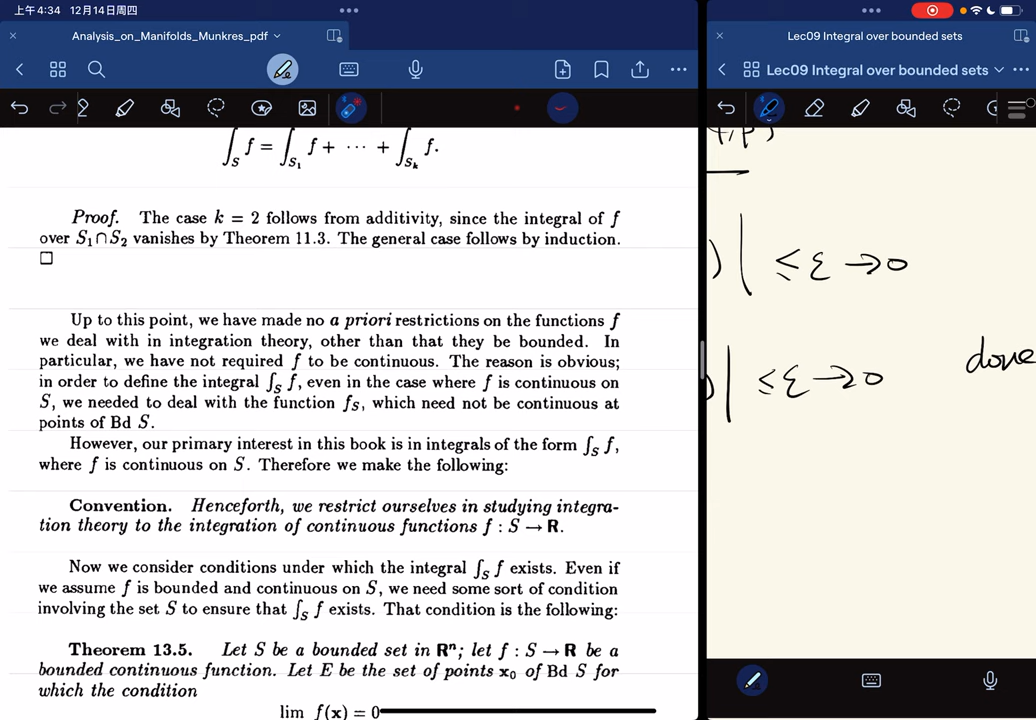 上午4:34 12月14日周四
Analysis_on_Manifolds_Munkres_pdf
Lec09 Integral over bounded sets
Lec09 Integral over bounded sets
∫_S f = ∫_{S_1} f + ··· + ∫_{S_k} f.
Proof. The case k = 2 follows from additivity, since the integral of f
over S_1∩S_2 vanishes by Theorem 11.3. The general case follows by induction.
□
Up to this point, we have made no a priori restrictions on the functions f
we deal with in integration theory, other than that they be bounded. In
particular, we have not required f to be continuous. The reason is obvious;
in order to define the integral ∫_S f, even in the case where f is continuous on
S, we needed to deal with the function f_S, which need not be continuous at
points of Bd S.
However, our primary interest in this book is in integrals of the form ∫_S f,
where f is continuous on S. Therefore we make the following:
Convention. Henceforth, we restrict ourselves in studying integra-
tion theory to the integration of continuous functions f : S → R.
Now we consider conditions under which the integral ∫_S f exists. Even if
we assume f is bounded and continuous on S, we need some sort of condition
involving the set S to ensure that ∫_S f exists. That condition is the following:
Theorem 13.5. Let S be a bounded set in R^n; let f : S → R be a
bounded continuous function. Let E be the set of points x_0 of Bd S for
which the condition
lim f(x) = 0
)| ≤ε →0
)| ≤ε →0 done